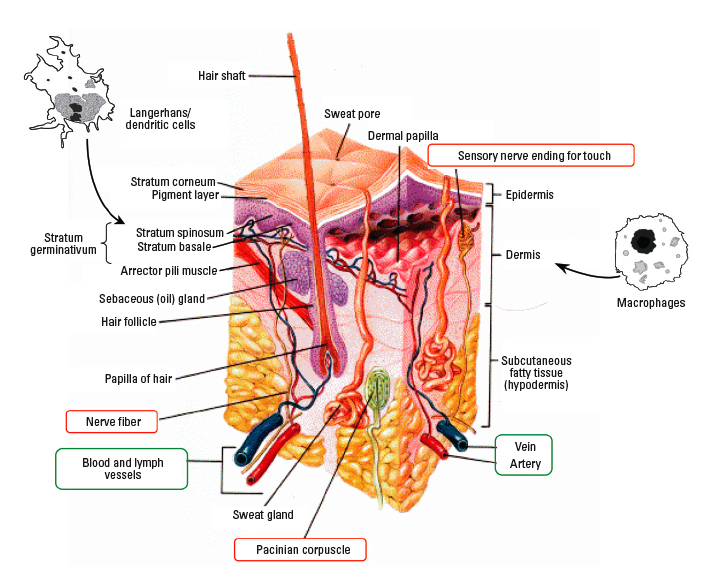 Hair shaft
Langerhans/
dendritic cells
Sweat pore
Dermal papilla
Sensory nerve ending for touch
Stratum corneum
Pigment layer
Epidermis
Stratum
germinativum
Stratum spinosum
Stratum basale
Dermis
Arrector pili muscle
Macrophages
Sebaceous (oil) gland
Hair follicle
Subcutaneous
fatty tissue
(hypodermis)
Papilla of hair
Nerve fiber
Vein
Artery
Blood and lymph
vessels
Sweat gland
Pacinian corpuscle